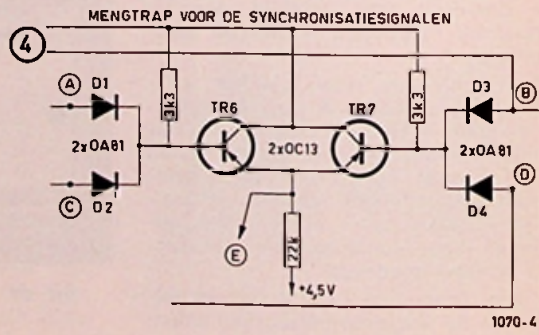 MENGTRAP VOOR DE SYNCHRONISATIESIGNALEN
4
A
D1
3k3
TR6
TR7
3k3
D3
B
2xOA81
2xOC13
2xOA81
C
D2
D
D4
E
22k
+4,5V
1070-4